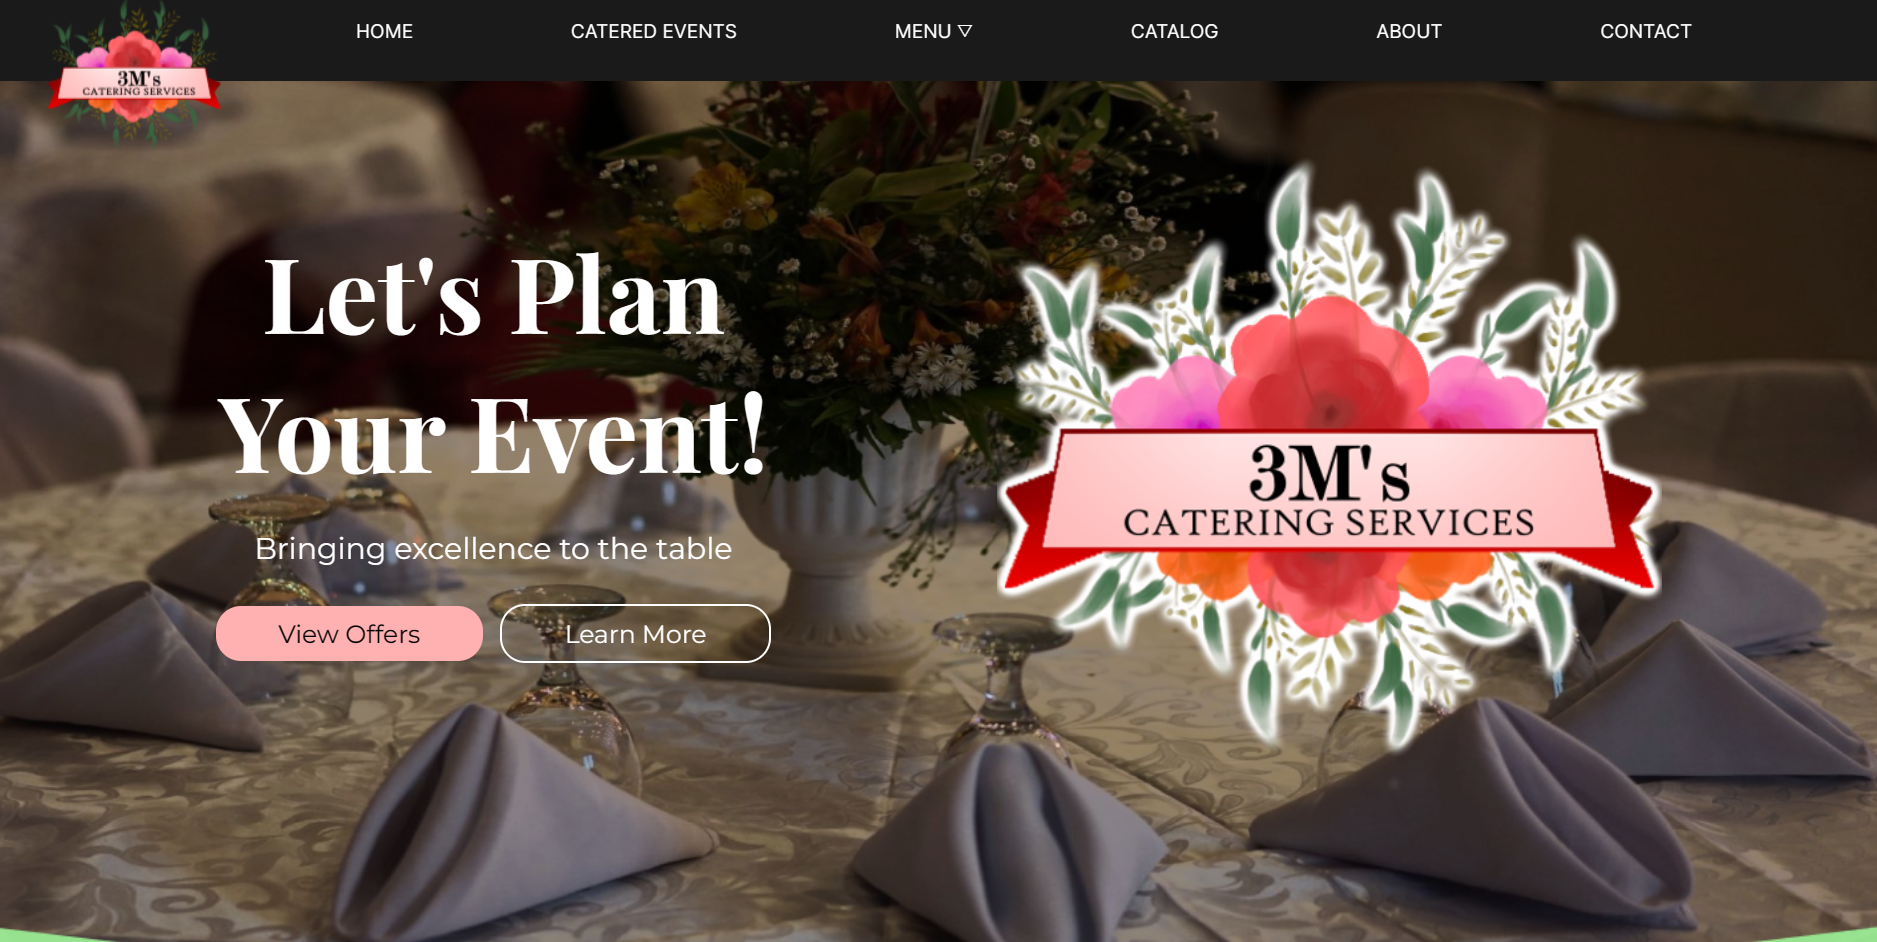 HOME
CATERED EVENTS
MENU ▽
CATALOG
ABOUT
CONTACT
3M's
CATERING SERVICES
Let's Plan
Your Event!
Bringing excellence to the table
View Offers
Learn More
3M's
CATERING SERVICES